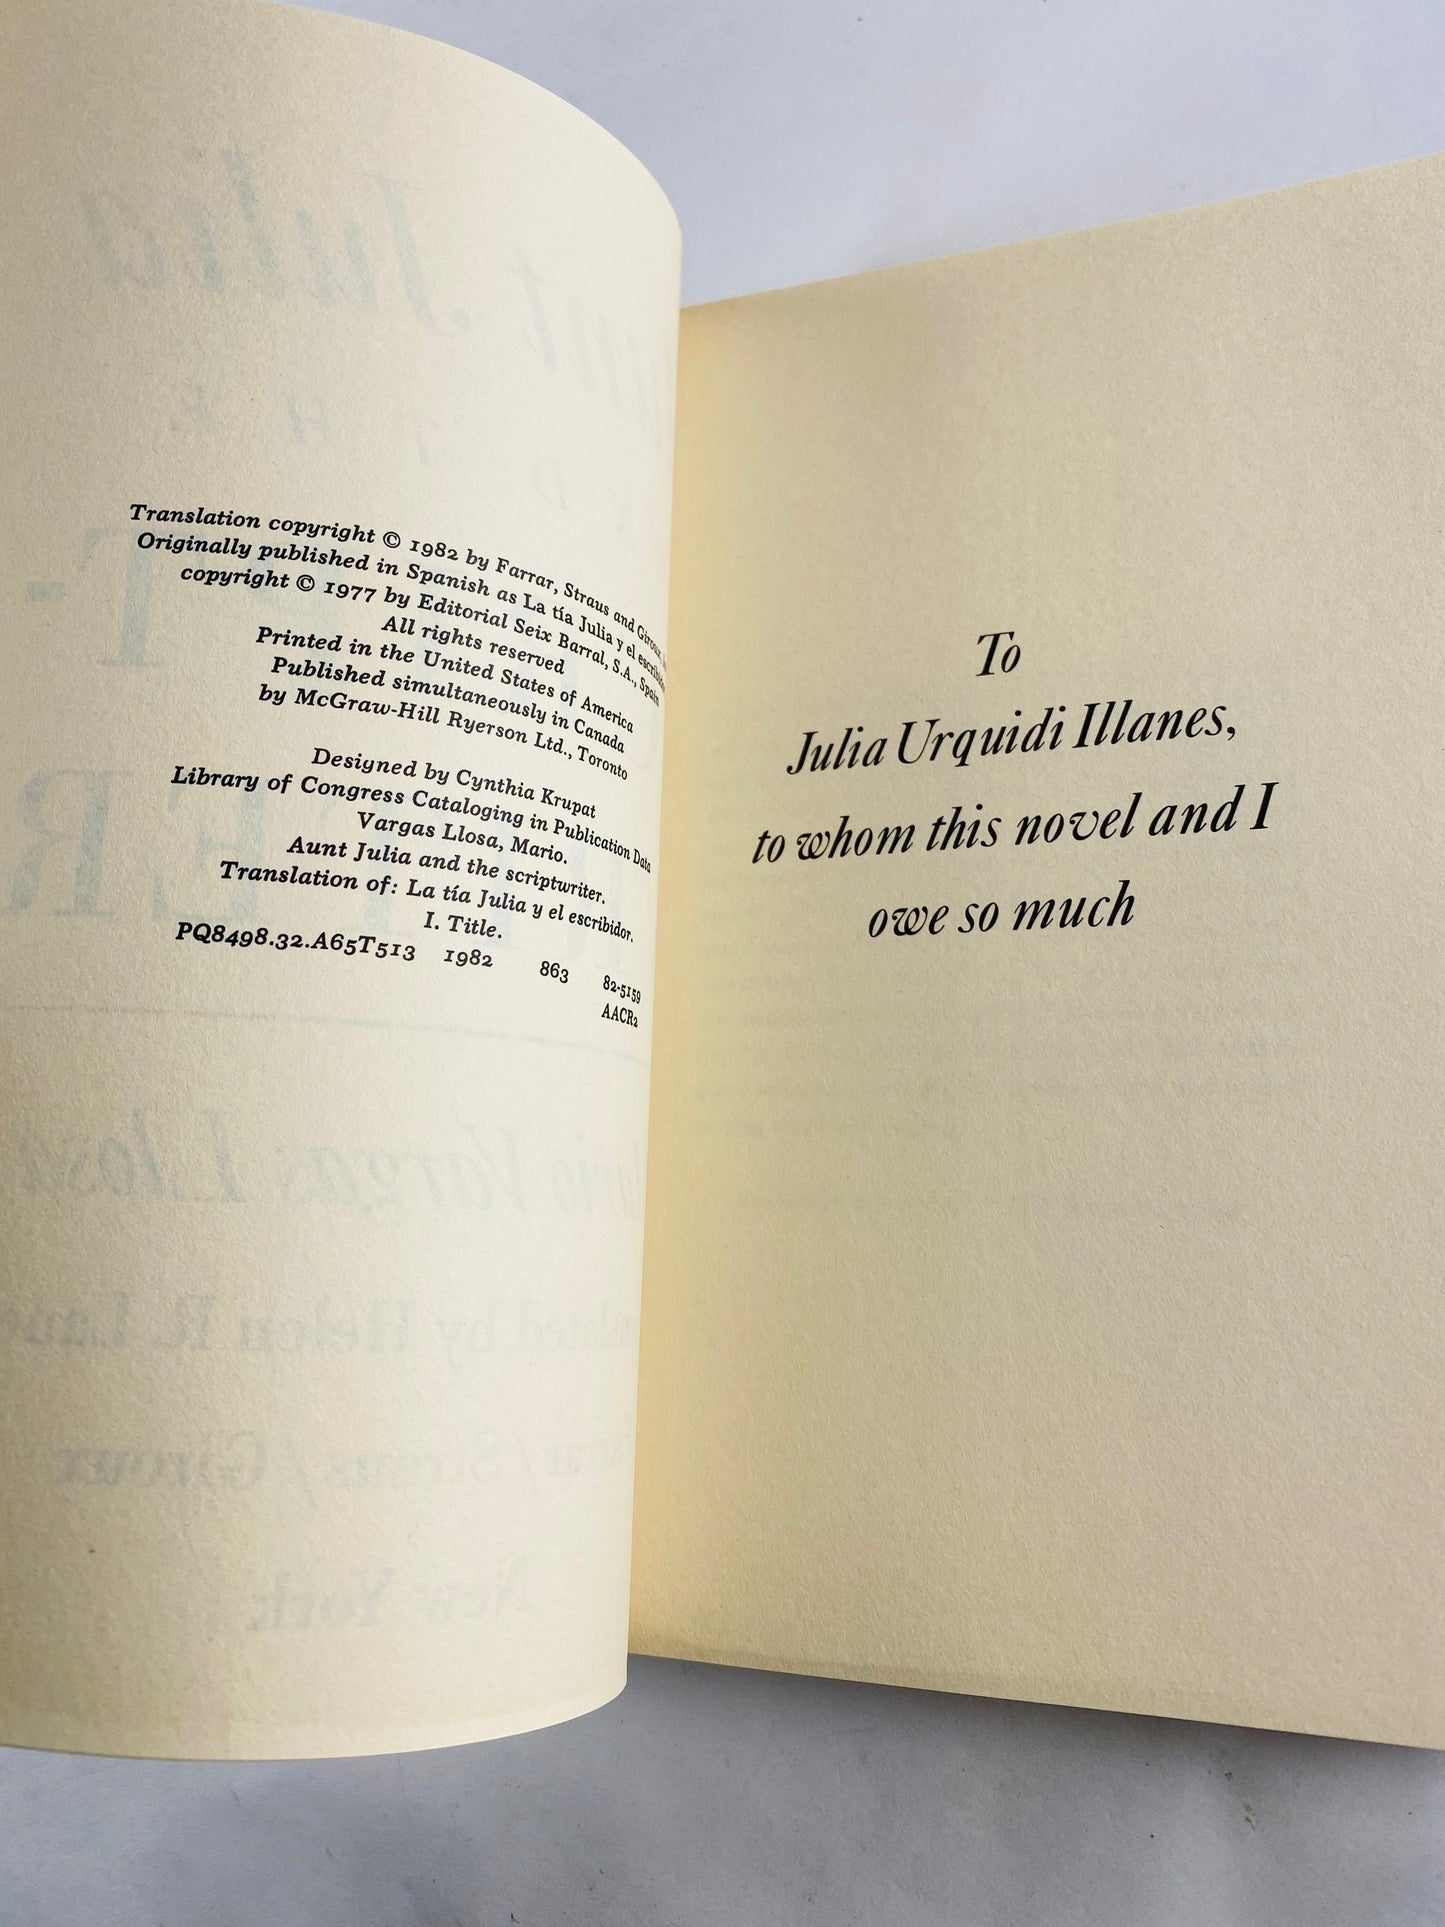 Translation copyright © 1982 by Farrar, Straus and Giroux,
Originally published in Spanish as La tía Julia y el escribidor
copyright © 1977 by Editorial Seix Barral, S.A., Spain
All rights reserved
Printed in the United States of America
Published simultaneously in Canada
by McGraw-Hill Ryerson Ltd., Toronto
Designed by Cynthia Krupat
Library of Congress Cataloging in Publication Data
Vargas Llosa, Mario.
Aunt Julia and the scriptwriter.
Translation of: La tía Julia y el escribidor.
I. Title.
PQ8498.32.A65T513 1982 863 82-5159
AACR2
To
Julia Urquidi Illanes,
to whom this novel and I
owe so much